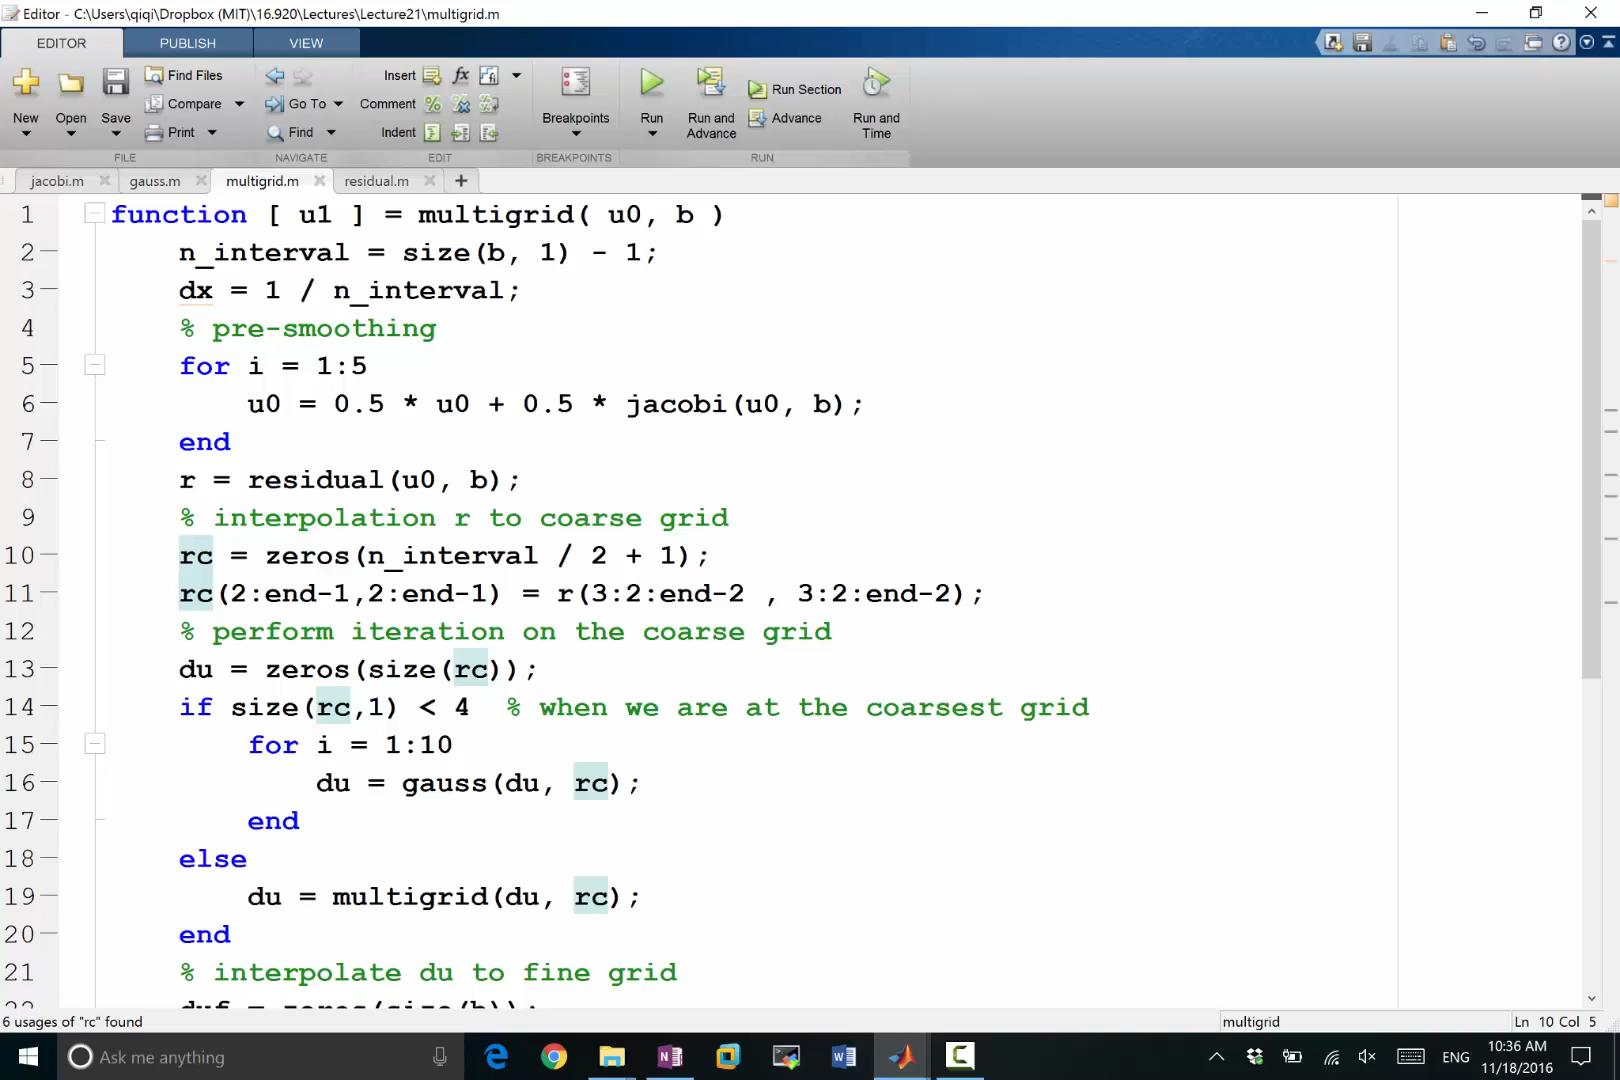 Editor - C:\Users\qiqi\Dropbox (MIT)\16.920\Lectures\Lecture21\multigrid.m
EDITOR PUBLISH VIEW
New
Open
Save
Find Files
Compare
Print
FILE
Go To
Find
NAVIGATE
Insert fx
Comment
Indent
EDIT
Breakpoints
BREAKPOINTS
Run
Run and Advance
Run Section
Advance
Run and Time
RUN
jacobi.m gauss.m multigrid.m residual.m
1 function [ u1 ] = multigrid( u0, b )
2 n_interval = size(b, 1) - 1;
3 dx = 1 / n_interval;
4 % pre-smoothing
5 for i = 1:5
6 u0 = 0.5 * u0 + 0.5 * jacobi(u0, b);
7 end
8 r = residual(u0, b);
9 % interpolation r to coarse grid
10 rc = zeros(n_interval / 2 + 1);
11 rc(2:end-1,2:end-1) = r(3:2:end-2 , 3:2:end-2);
12 % perform iteration on the coarse grid
13 du = zeros(size(rc));
14 if size(rc,1) < 4 % when we are at the coarsest grid
15 for i = 1:10
16 du = gauss(du, rc);
17 end
18 else
19 du = multigrid(du, rc);
20 end
21 % interpolate du to fine grid
22 duf = zeros(size(b));
6 usages of "rc" found
multigrid
Ln 10 Col 5
Ask me anything
ENG
10:36 AM
11/18/2016